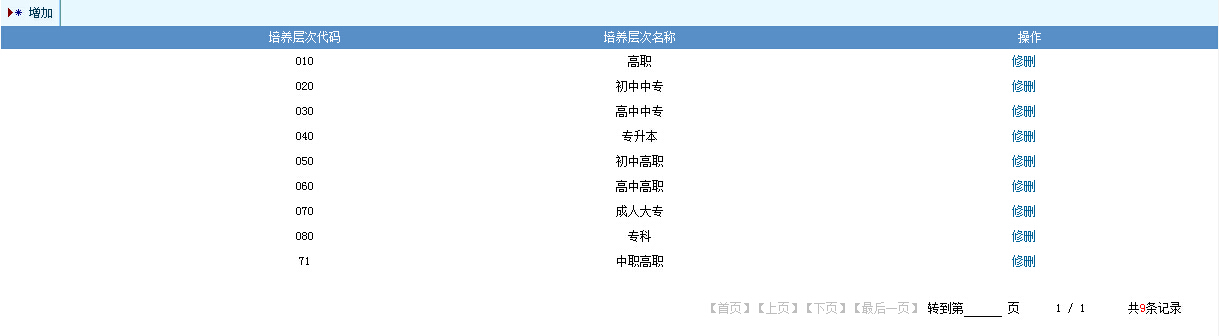 增加
培养层次代码 培养层次名称 操作
010 高职 修删
020 初中中专 修删
030 高中中专 修删
040 专升本 修删
050 初中高职 修删
060 高中高职 修删
070 成人大专 修删
080 专科 修删
71 中职高职 修删
【首页】【上页】【下页】【最后一页】 转到第 页 1 / 1 共9条记录